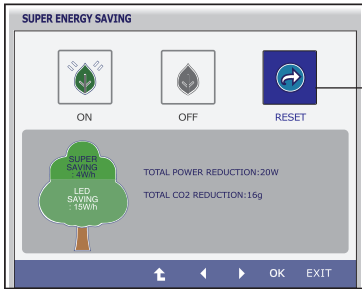 SUPER ENERGY SAVING
ON
OFF
RESET
SUPER
SAVING
: 4W/h
LED
SAVING
: 15W/h
TOTAL POWER REDUCTION:20W
TOTAL CO2 REDUCTION:16g
OK
EXIT